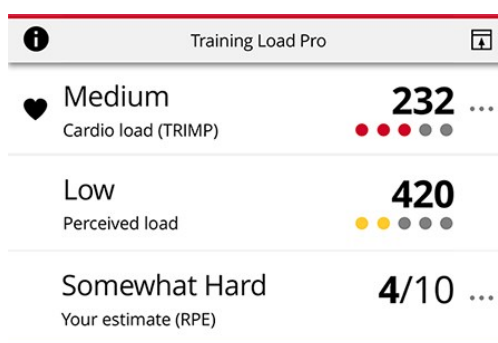 Training Load Pro
Medium 232
Cardio load (TRIMP)
Low 420
Perceived load
Somewhat Hard 4/10
Your estimate (RPE)